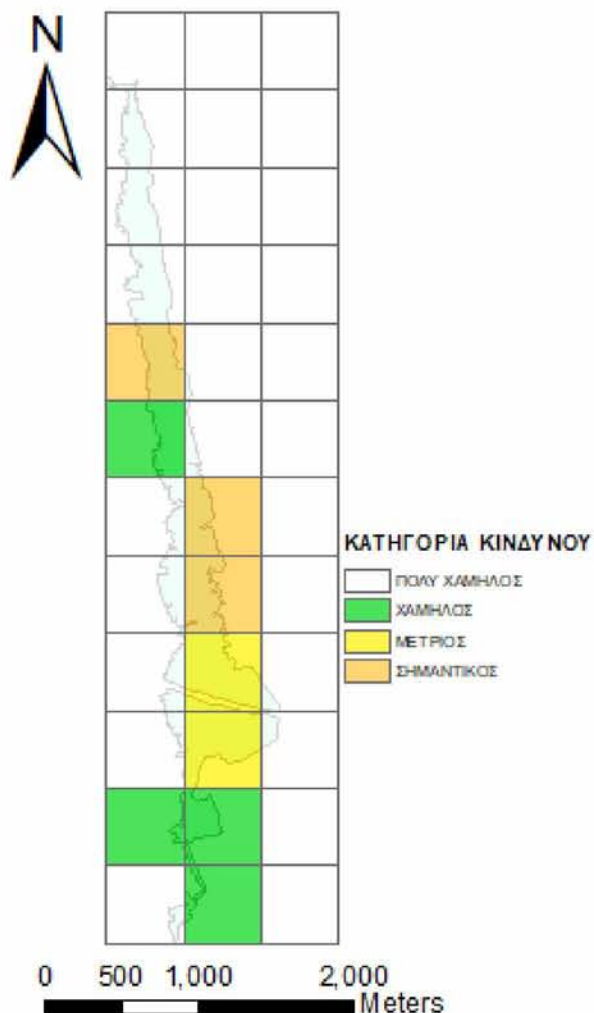 N
ΚΑΤΗΓΟΡΙΑ ΚΙΝΔΥΝΟΥ
ΠΟΛΥ ΧΑΜΗΛΟΣ
ΧΑΜΗΛΟΣ
ΜΕΤΡΙΟΣ
ΣΗΜΑΝΤΙΚΟΣ
0 500 1,000 2,000
Meters